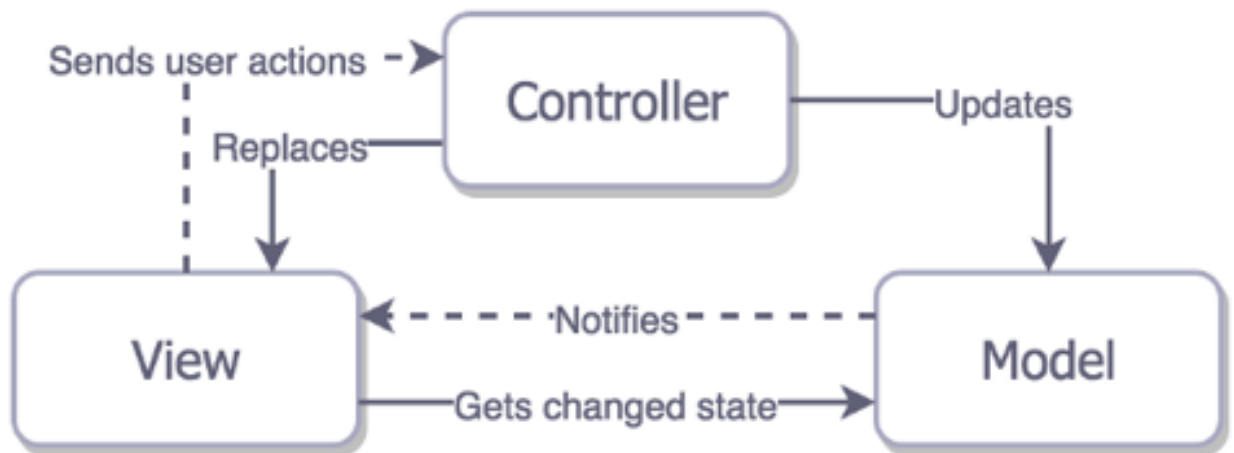 Sends user actions
Controller
Updates
Replaces
Notifies
View
Model
Gets changed state